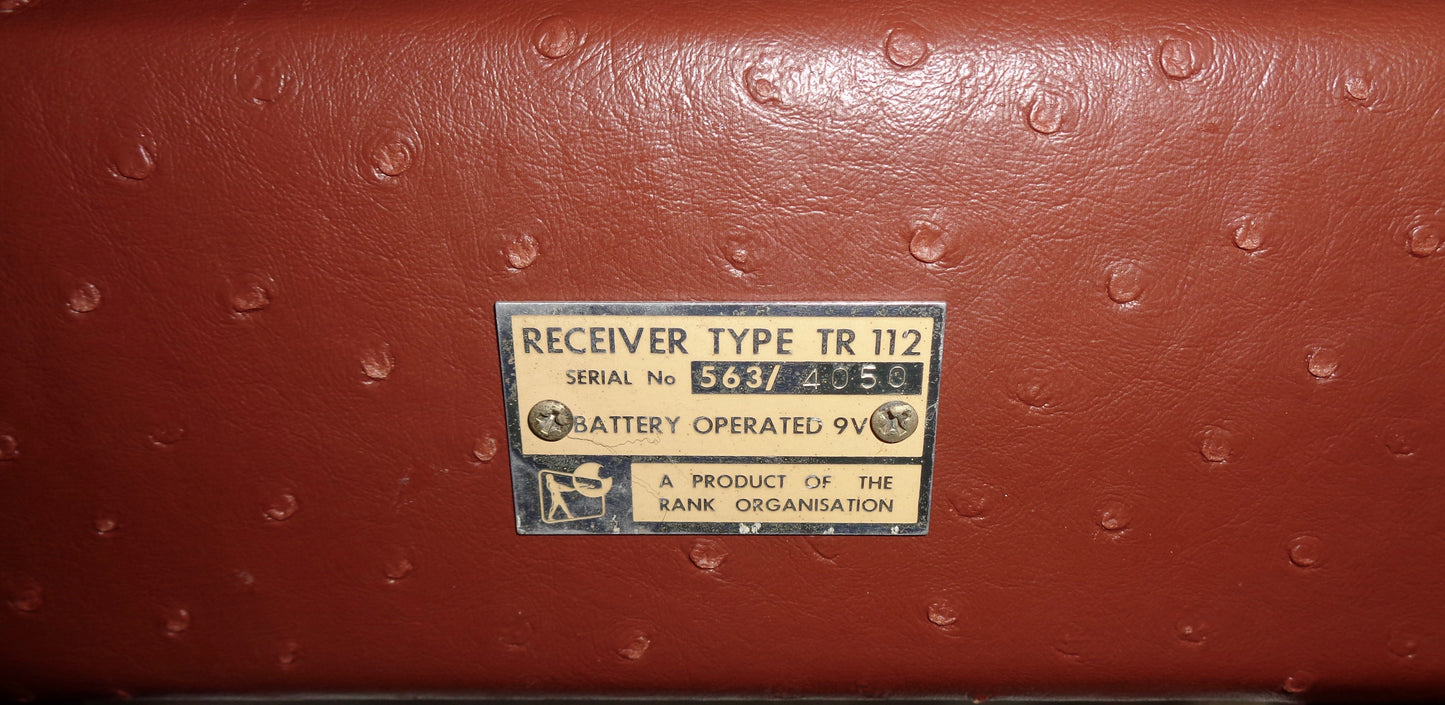 RECEIVER TYPE TR 112
SERIAL No 563/ 4050
BATTERY OPERATED 9V
A PRODUCT OF THE
RANK ORGANISATION